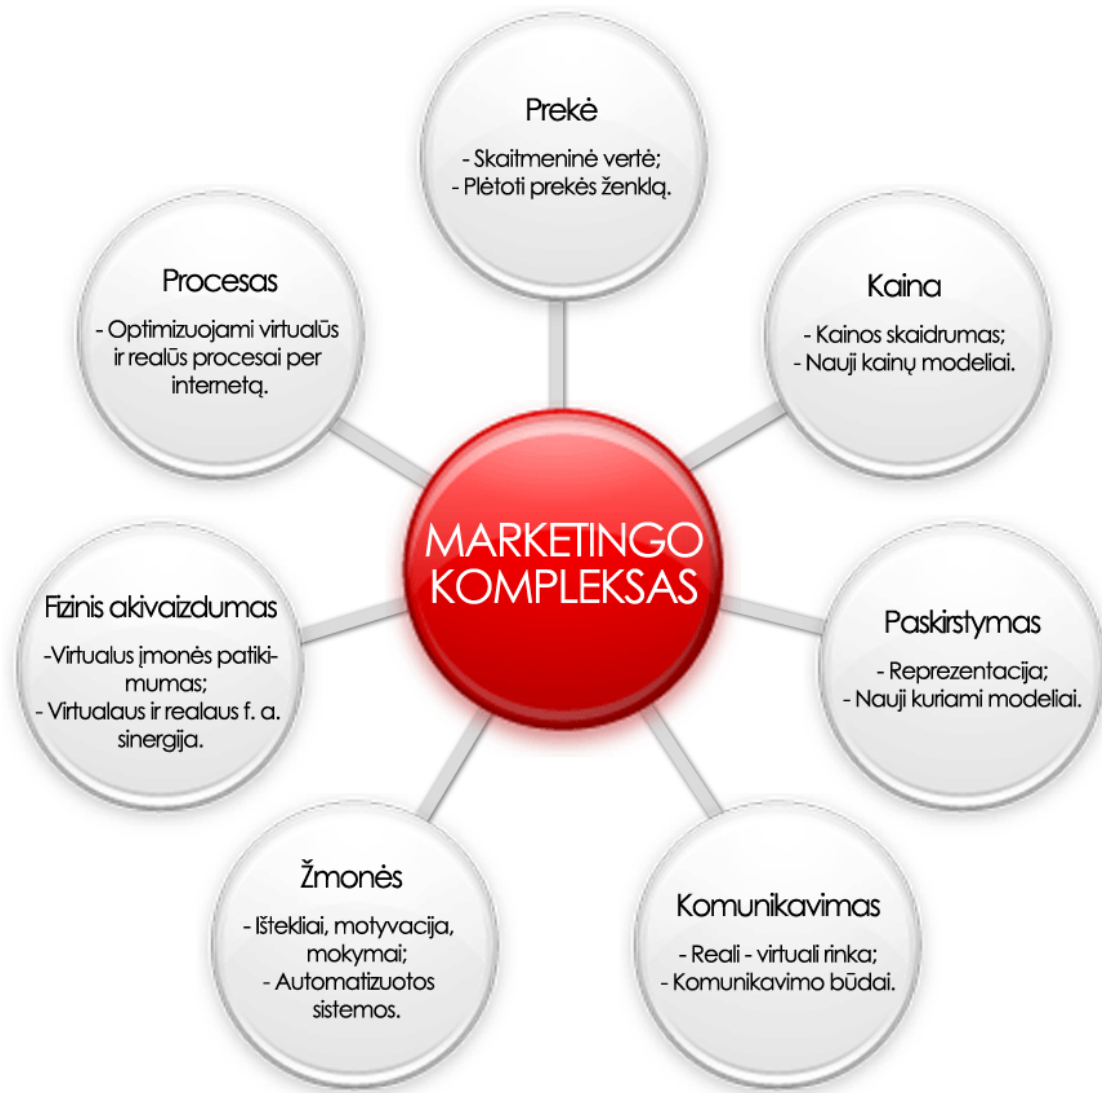 Prekė
- Skaitmeninė vertė;
- Plėtoti prekės ženklą.
Kaina
- Kainos skaidrumas;
- Nauji kainų modeliai.
Paskirstymas
- Reprezentacija;
- Nauji kuriami modeliai.
Komunikavimas
- Reali - virtuali rinka;
- Komunikavimo būdai.
Žmonės
- Ištekliai, motyvacija,
mokymai;
- Automatizuotos
sistemos.
Fizinis akivaizdumas
-Virtualus įmonės patiki-
mumas;
- Virtualaus ir realaus f. a.
sinergija.
Procesas
- Optimizuojami virtualūs
ir realūs procesai per
internetą.
MARKETINGO
KOMPLEKSAS